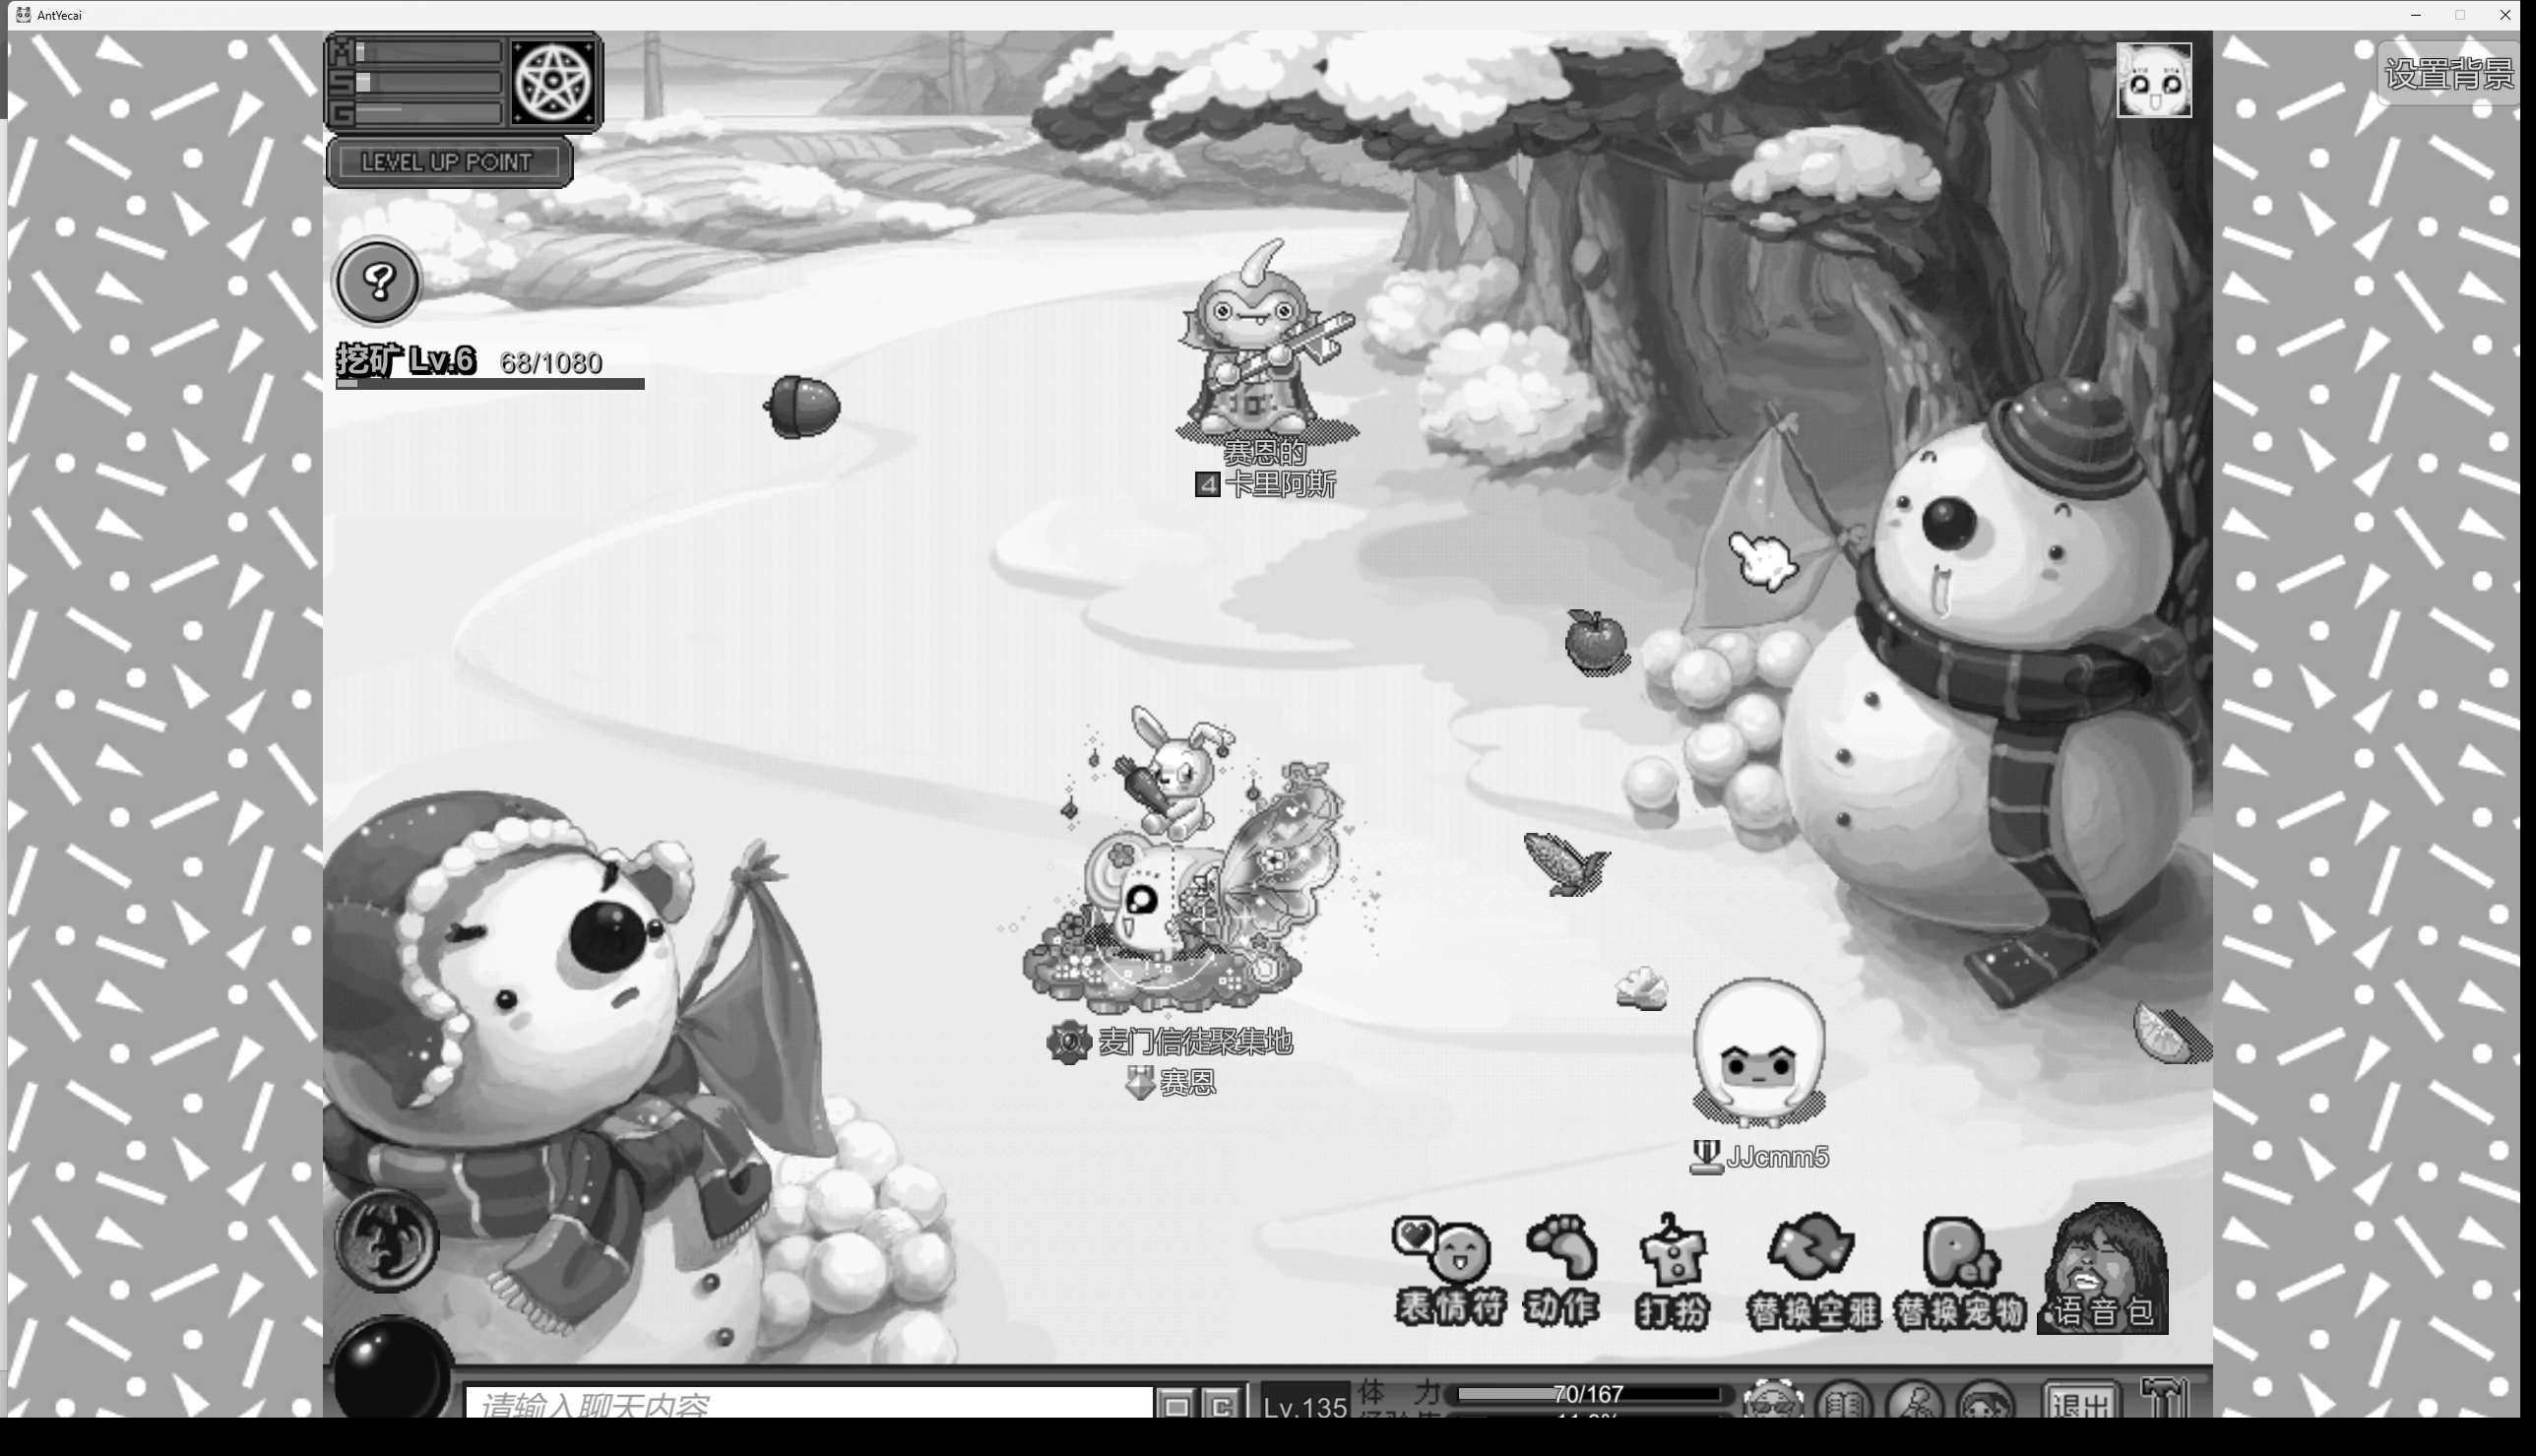 AntYecai
设置背景
M
S
G
LEVEL UP POINT
?
挖矿 Lv.6 68/1080
赛恩的
4 卡里阿斯
麦门信徒聚集地
赛恩
JJcmm5
表情符 动作 打扮 替换空雅 替换宠物 语音包
Pet
请输入聊天内容
C
Lv.135
体 力 70/167
退出